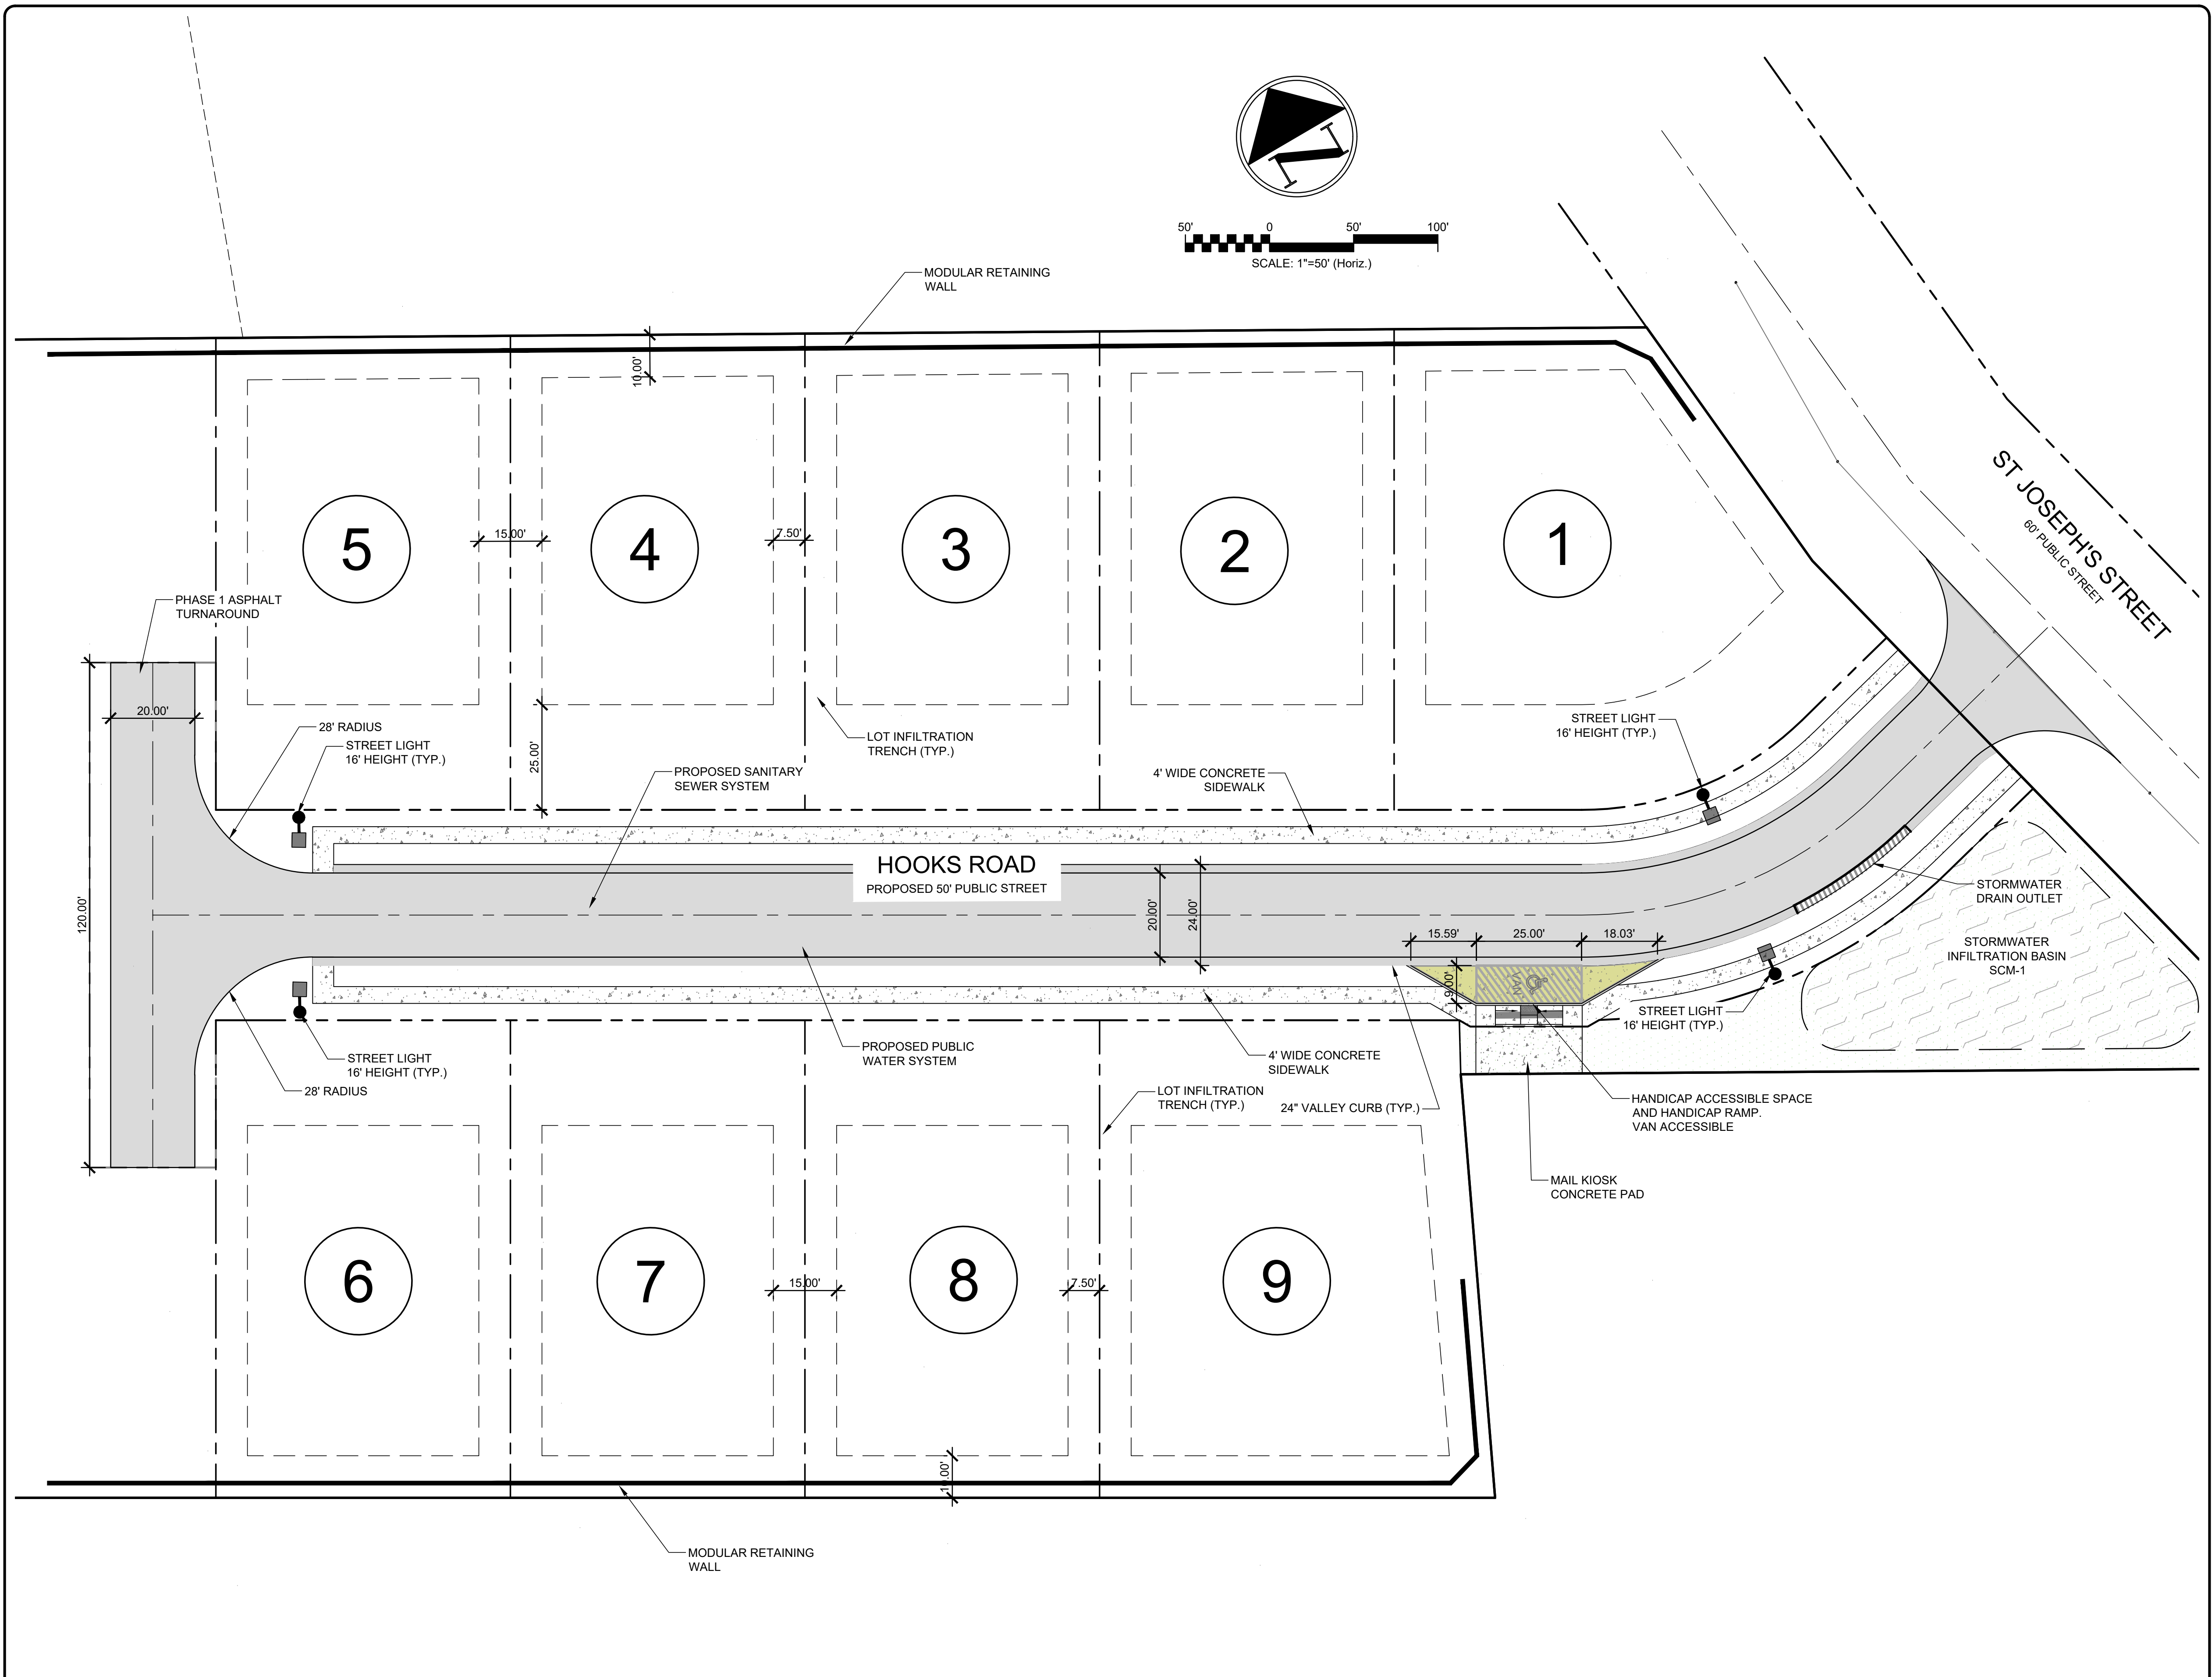 50' 0 50' 100'
SCALE: 1"=50' (Horiz.)
N
MODULAR RETAINING
WALL
10.00'
ST JOSEPH'S STREET
60' PUBLIC STREET
5
15.00'
4
7.50'
3
2
1
PHASE 1 ASPHALT
TURNAROUND
20.00'
28' RADIUS
STREET LIGHT
16' HEIGHT (TYP.)
25.00'
LOT INFILTRATION
TRENCH (TYP.)
PROPOSED SANITARY
SEWER SYSTEM
4' WIDE CONCRETE
SIDEWALK
STREET LIGHT
16' HEIGHT (TYP.)
HOOKS ROAD
PROPOSED 50' PUBLIC STREET
120.00'
20.00'
24.00'
15.59'
25.00'
18.03'
9.00'
VAN
STORMWATER
DRAIN OUTLET
STORMWATER
INFILTRATION BASIN
SCM-1
STREET LIGHT
16' HEIGHT (TYP.)
STREET LIGHT
16' HEIGHT (TYP.)
28' RADIUS
PROPOSED PUBLIC
WATER SYSTEM
4' WIDE CONCRETE
SIDEWALK
LOT INFILTRATION
TRENCH (TYP.)
24" VALLEY CURB (TYP.)
HANDICAP ACCESSIBLE SPACE
AND HANDICAP RAMP.
VAN ACCESSIBLE
MAIL KIOSK
CONCRETE PAD
6
7
15.00'
8
7.50'
9
10.00'
MODULAR RETAINING
WALL